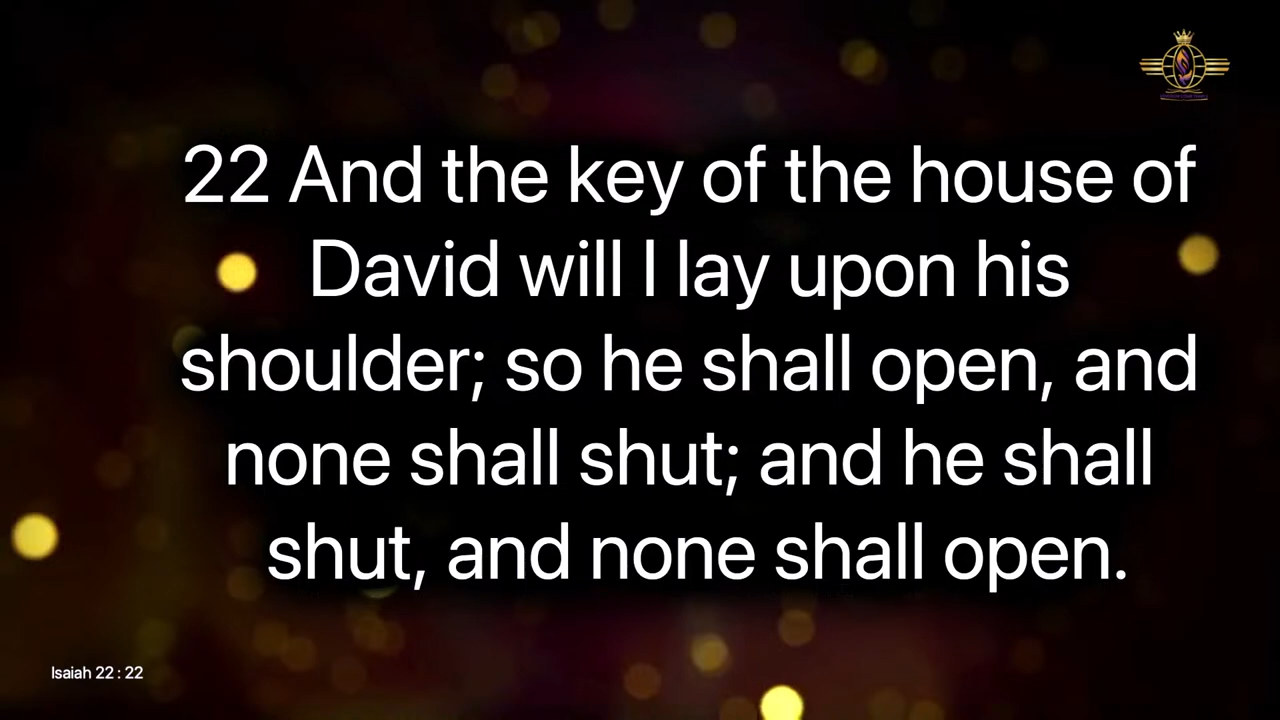 22 And the key of the house of
David will I lay upon his
shoulder; so he shall open, and
none shall shut; and he shall
shut, and none shall open.
Isaiah 22 : 22